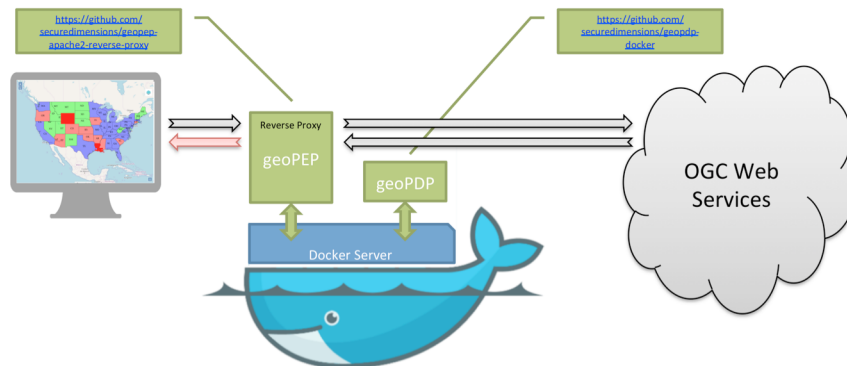 https://github.com/
securedimensions/geopep-
apache2-reverse-proxy
https://github.com/
securedimensions/geopdp-
docker
Reverse Proxy
geoPEP
geoPDP
OGC Web
Services
Docker Server